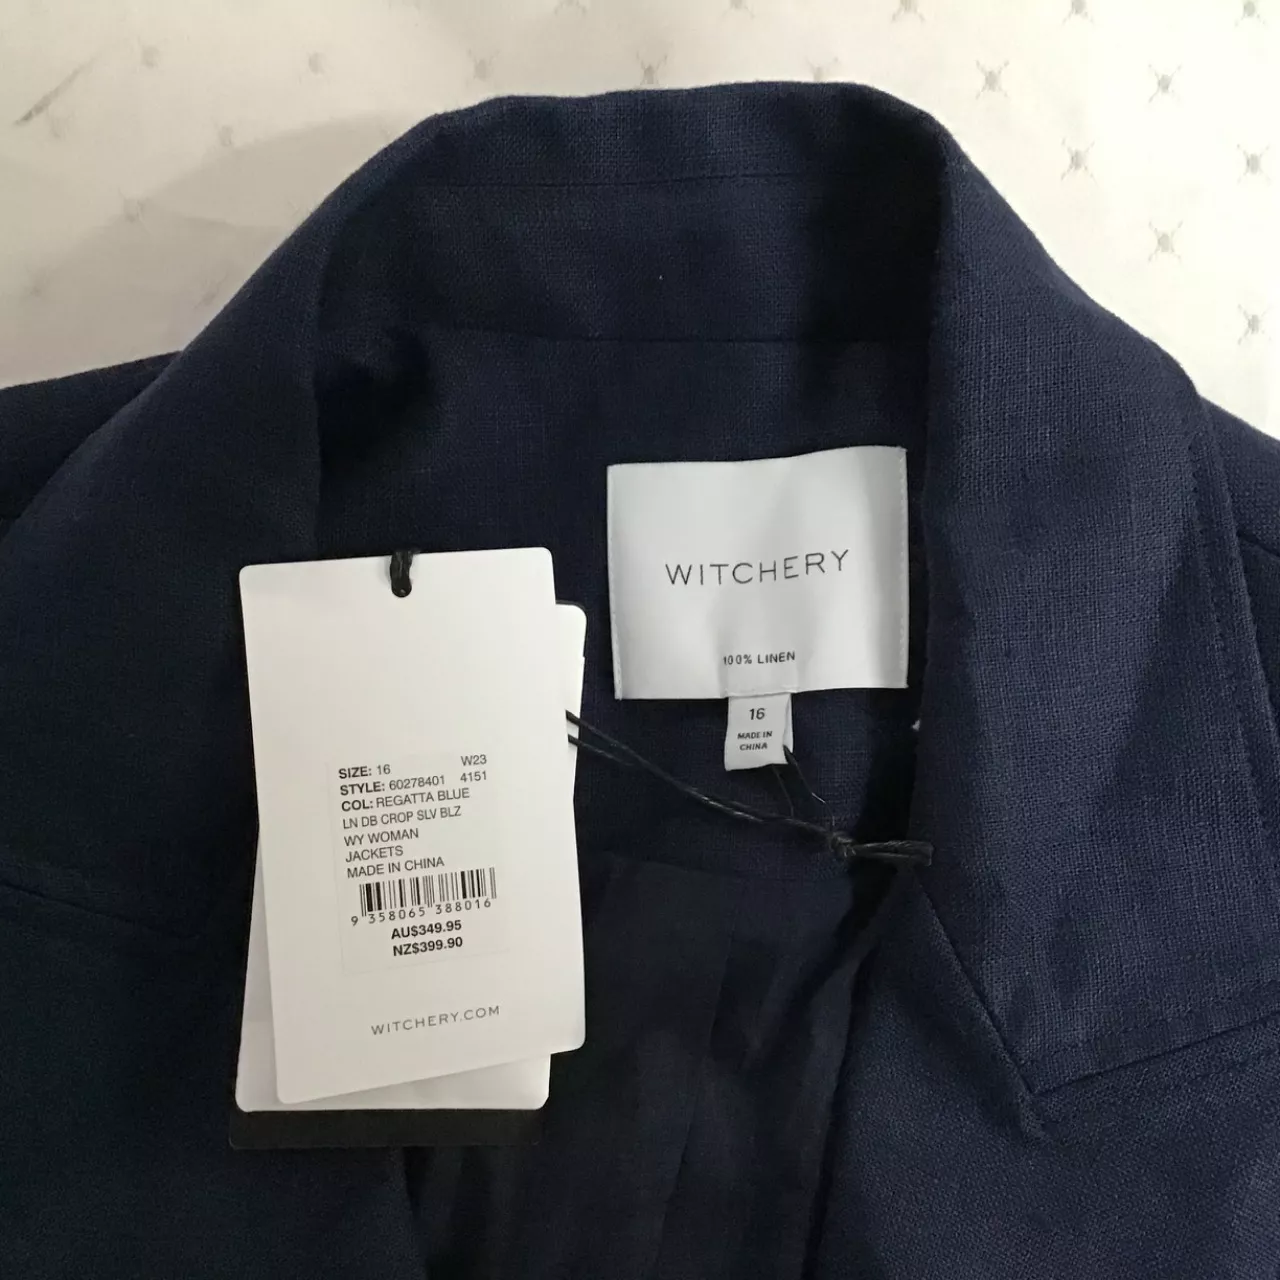 WITCHERY
100% LINEN
16
MADE IN
CHINA
SIZE: 16 W23
STYLE: 60278401 4151
COL: REGATTA BLUE
LN DB CROP SLV BLZ
WY WOMAN
JACKETS
MADE IN CHINA
9 358065 388016
AU$349.95
NZ$399.90
WITCHERY.COM